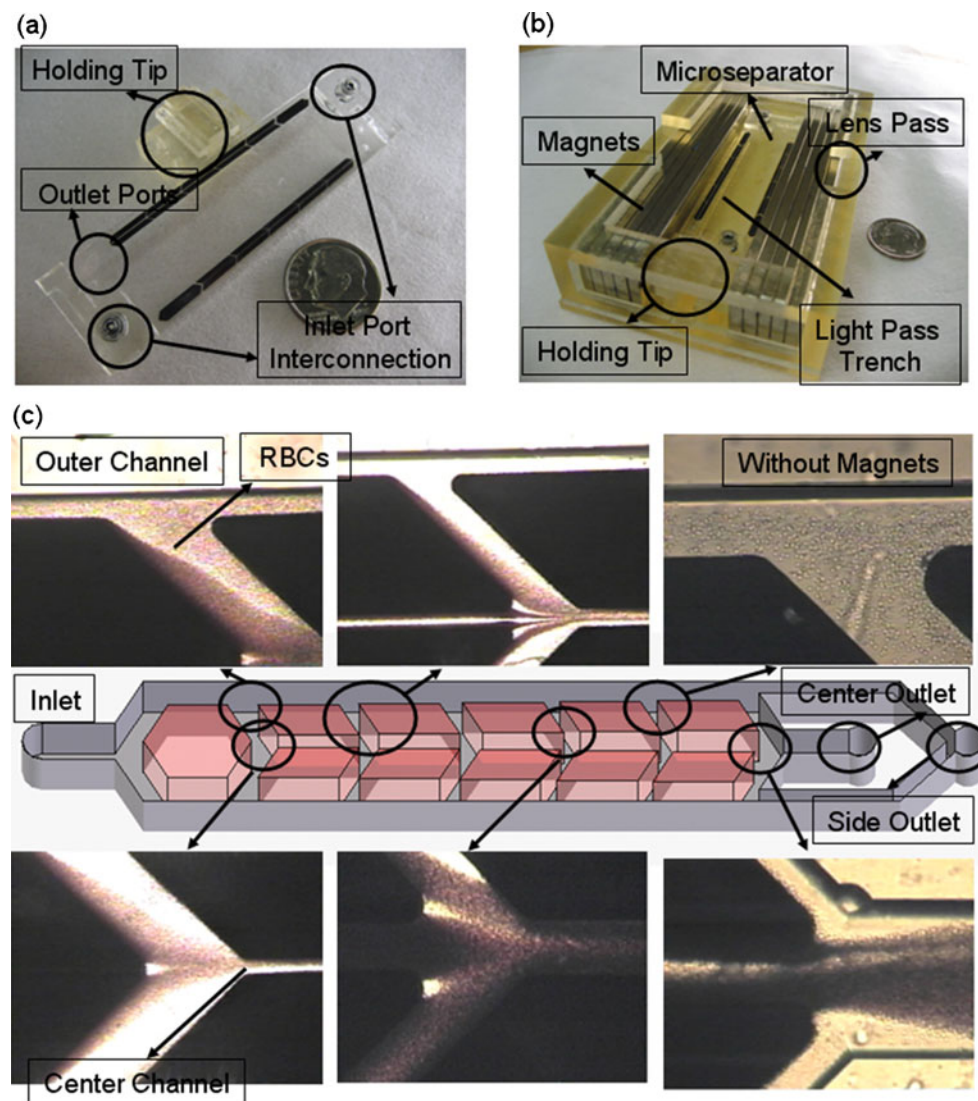 (a)
Holding Tip
Outlet Ports
Inlet Port
Interconnection
(b)
Microseparator
Lens Pass
Magnets
Holding Tip
Light Pass
Trench
(c)
Outer Channel
RBCs
Without Magnets
Inlet
Center Outlet
Side Outlet
Center Channel